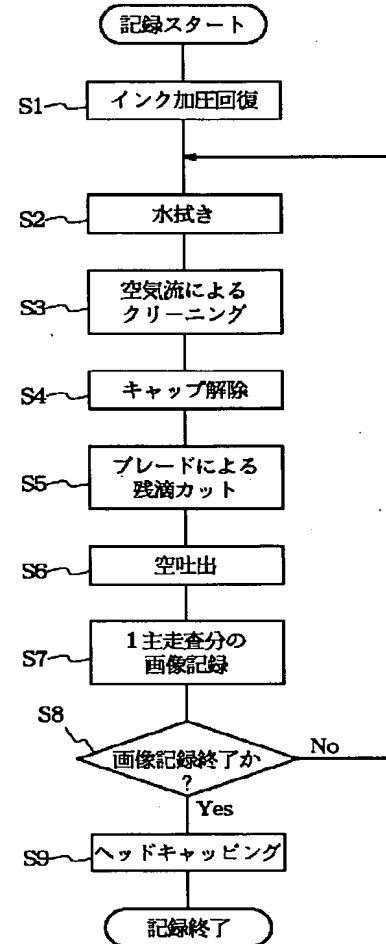 記録スタート
S1
インク加圧回復
S2
水拭き
S3
空気流による
クリーニング
S4
キャップ解除
S5
ブレードによる
残滴カット
S6
空吐出
S7
1主走査分の
画像記録
S8
画像記録終了か
?
No
Yes
S9
ヘッドキャッピング
記録終了